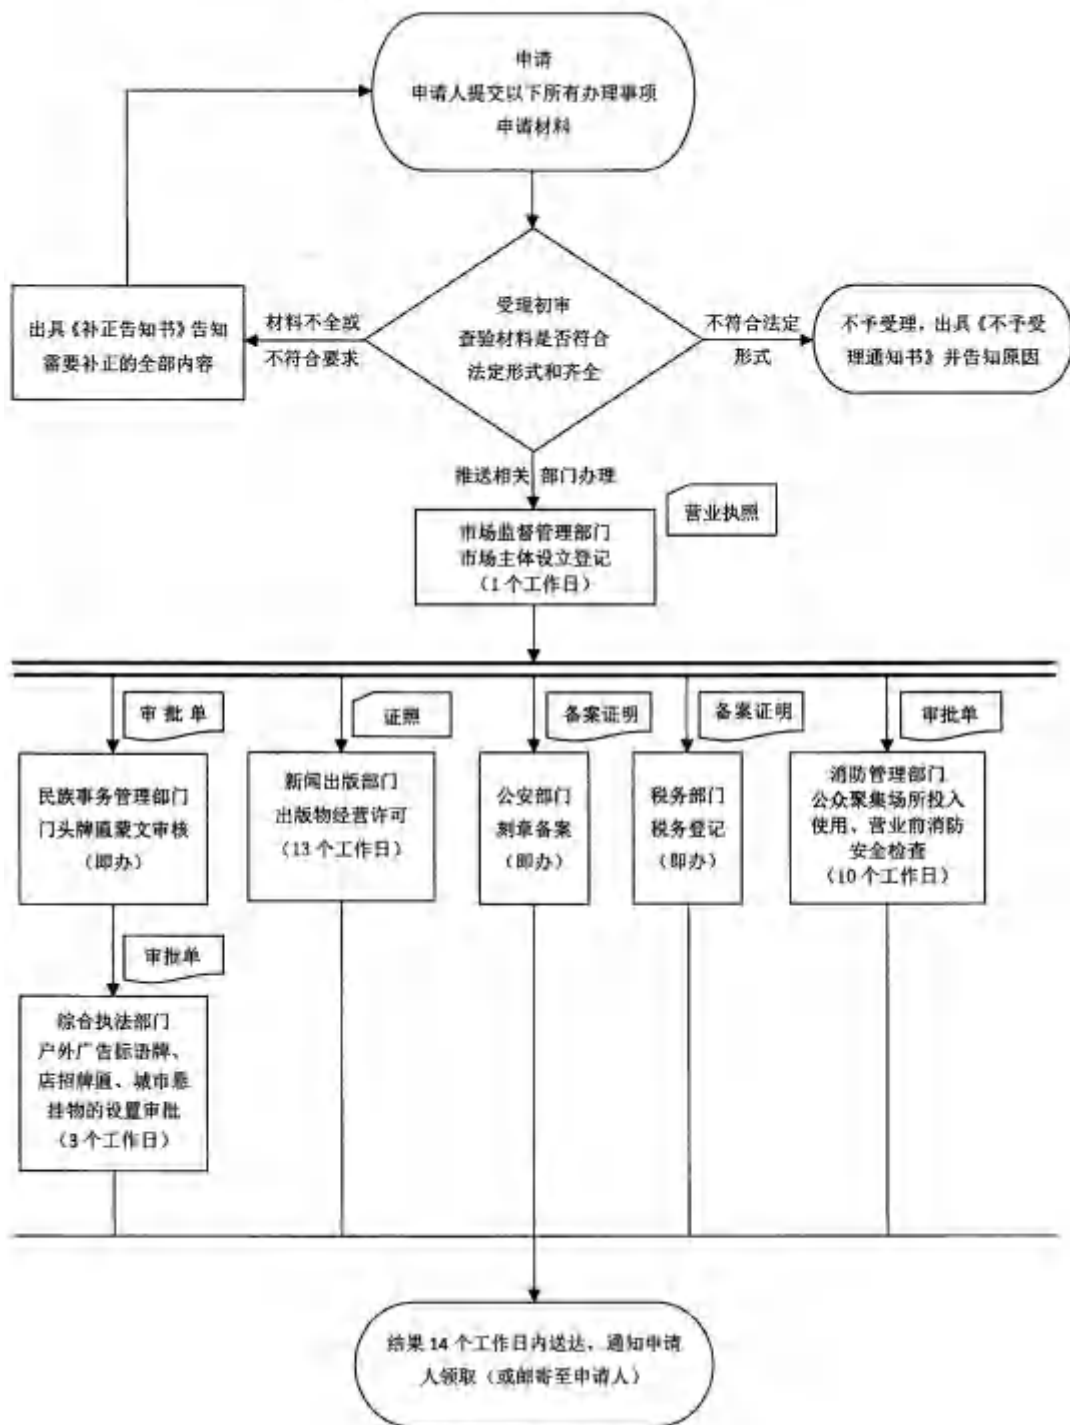 申请
申请人提交以下所有办理事项
申请材料
出具《补正告知书》告知
需要补正的全部内容
材料不全或
不符合要求
受理初审
查验材料是否符合
法定形式和齐全
不符合法定
形式
不予受理，出具《不予受
理通知书》并告知原因
推送相关 部门办理
营业执照
市场监督管理部门
市场主体设立登记
（1个工作日）
审批单
证照
备案证明
备案证明
审批单
民族事务管理部门
门头牌匾蒙文审核
（即办）
新闻出版部门
出版物经营许可
（13个工作日）
公安部门
刻章备案
（即办）
税务部门
税务登记
（即办）
消防管理部门
公众聚集场所投入
使用、营业前消防
安全检查
（10个工作日）
审批单
综合执法部门
户外广告标语牌、
店招牌匾、城市悬
挂物的设置审批
（3个工作日）
结果14个工作日内送达，通知申请
人领取（或邮寄至申请人）